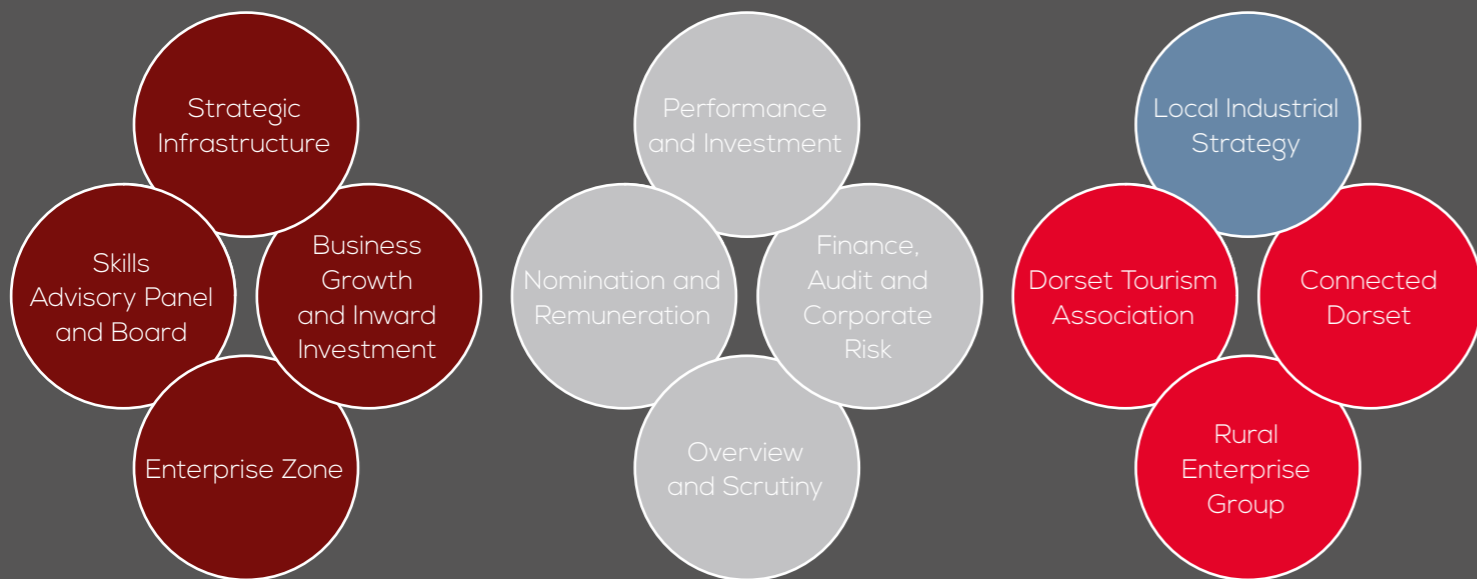 Strategic
Infrastructure
Skills
Advisory Panel
and Board
Business
Growth
and Inward
Investment
Enterprise Zone
Performance
and Investment
Nomination and
Remuneration
Finance,
Audit and
Corporate
Risk
Overview
and Scrutiny
Local Industrial
Strategy
Dorset Tourism
Association
Connected
Dorset
Rural
Enterprise
Group